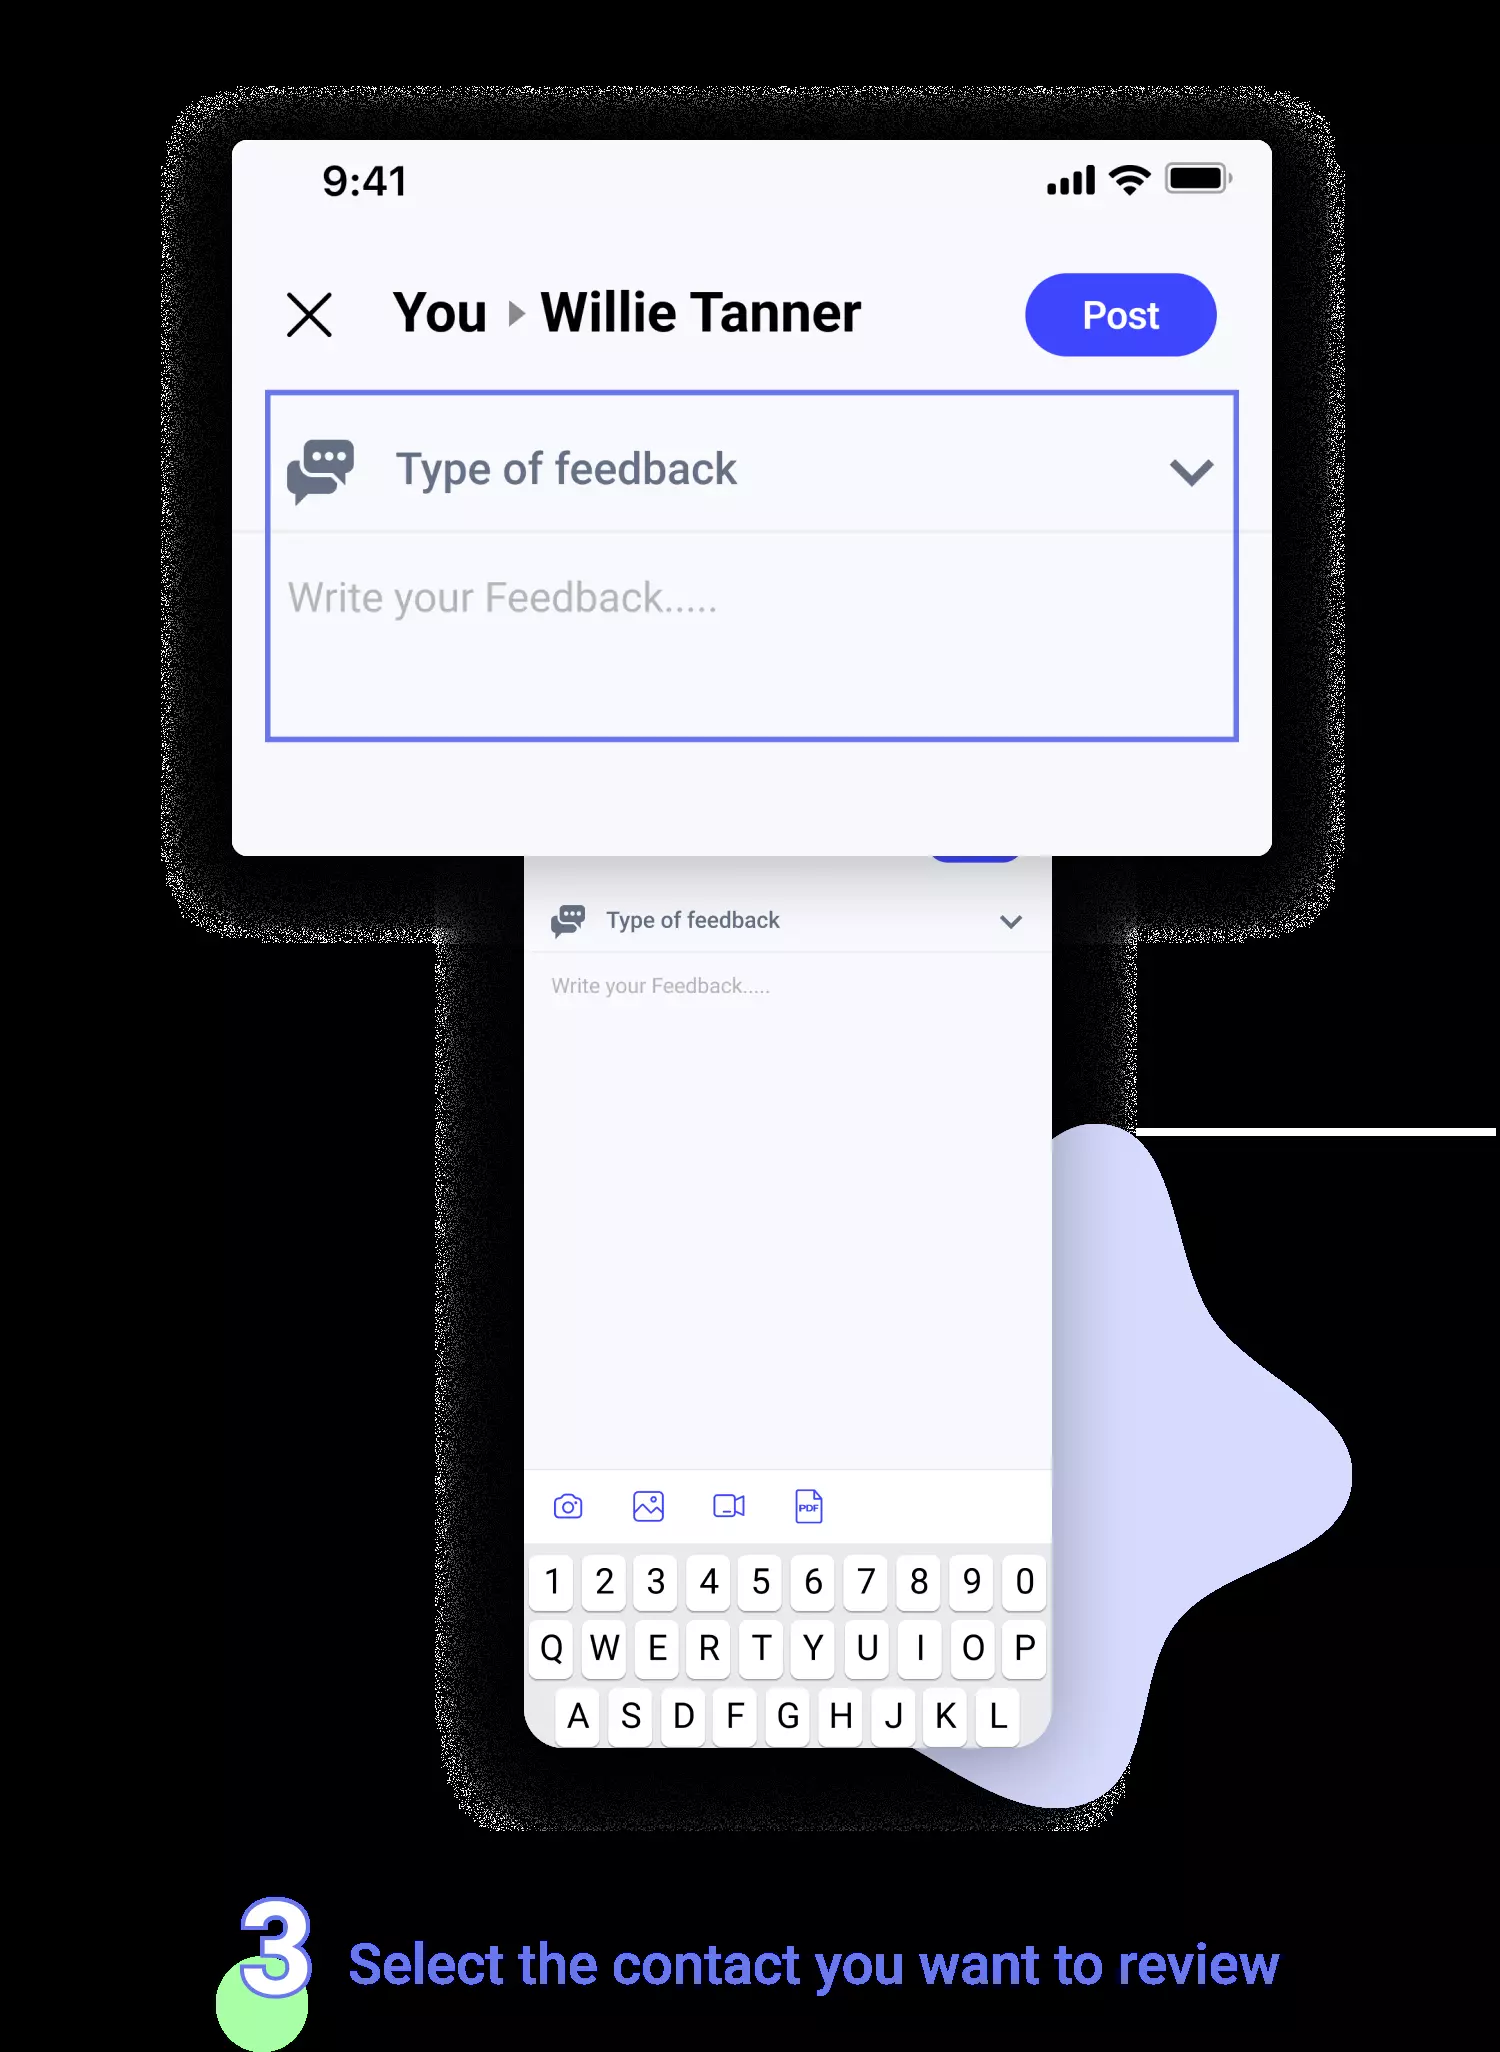 9:41
You Willie Tanner
Post
Type of feedback
Write your Feedback.....
Type of feedback
Write your Feedback.....
PDF
1 2 3 4 5 6 7 8 9 0
Q W E R T Y U I O P
A S D F G H J K L
3 Select the contact you want to review